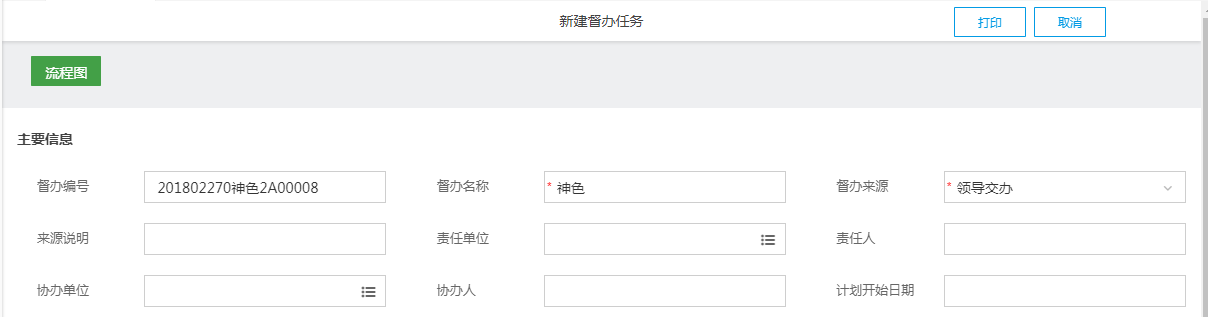 新建督办任务
打印
取消
流程图
主要信息
督办编号
201802270神色2A00008
督办名称
* 神色
督办来源
* 领导交办
来源说明
责任单位
责任人
协办单位
协办人
计划开始日期